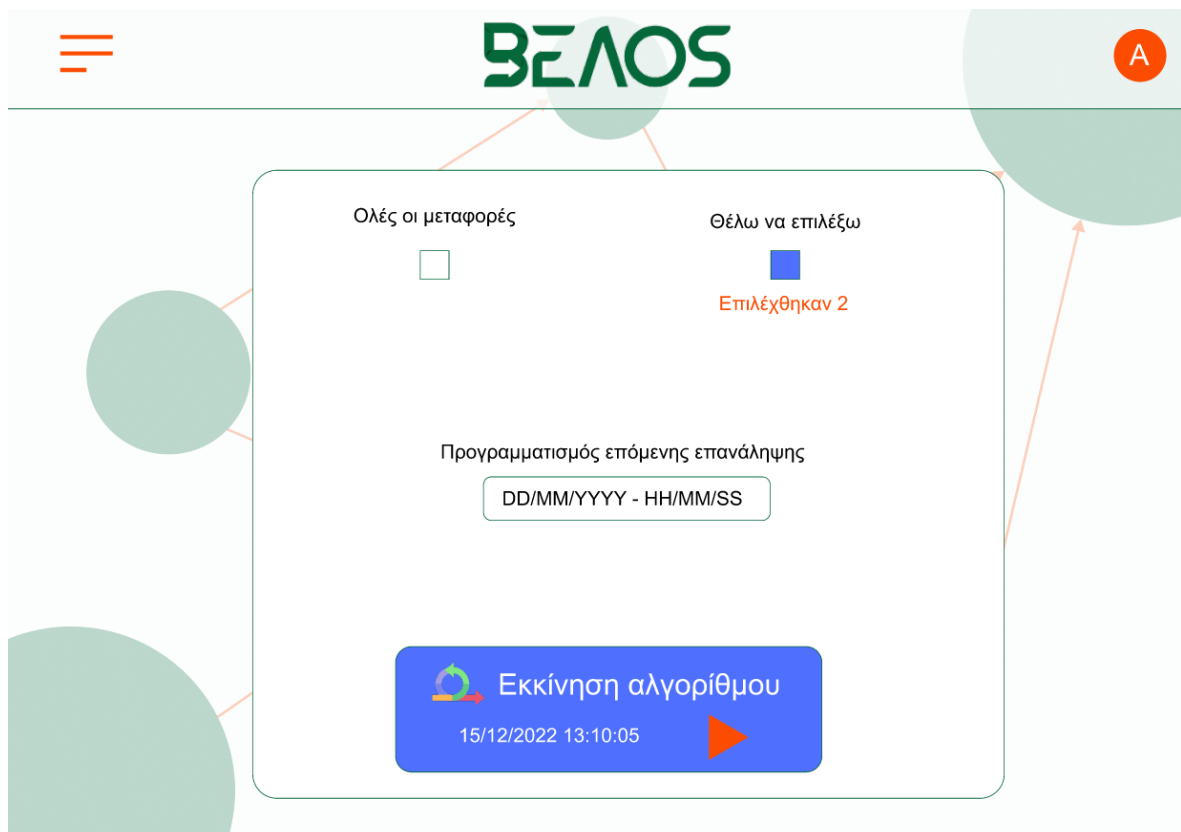 ΒΕΛΟS
A
Ολές οι μεταφορές
Θέλω να επιλέξω
Επιλέχθηκαν 2
Προγραμματισμός επόμενης επανάληψης
DD/MM/YYYY - HH/MM/SS
Εκκίνηση αλγορίθμου
15/12/2022 13:10:05